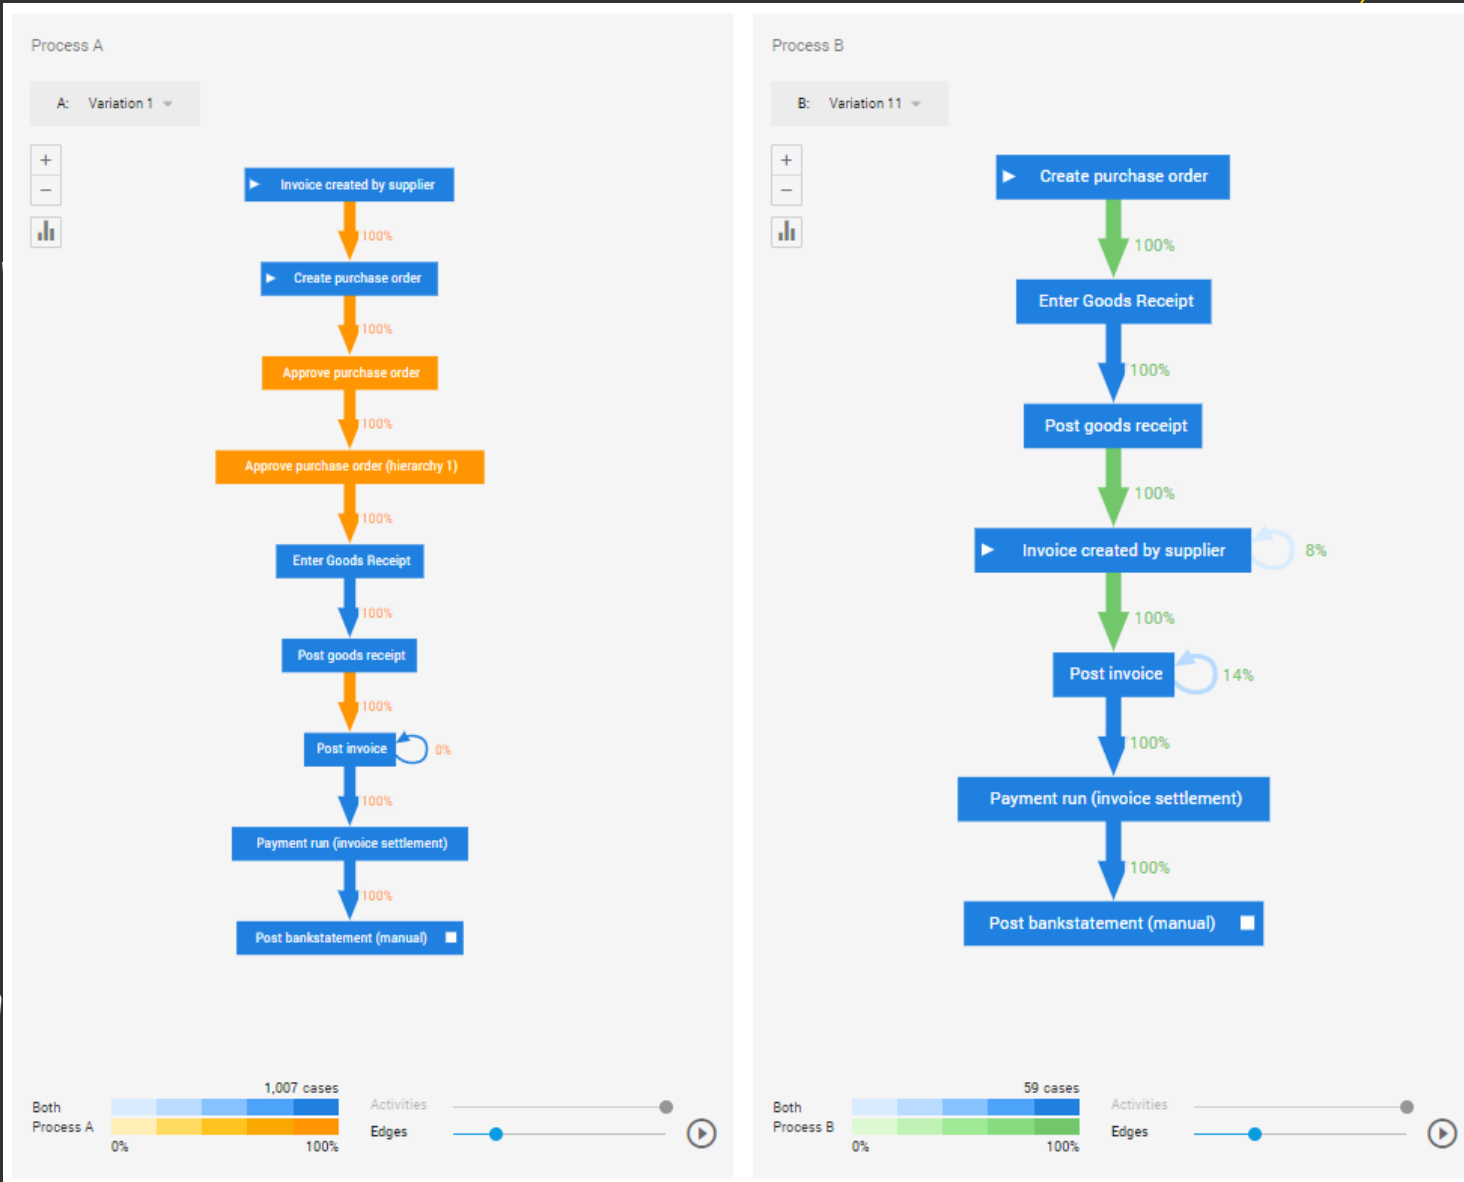 Process A
A: Variation 1
+
−
Invoice created by supplier
100%
Create purchase order
100%
Approve purchase order
100%
Approve purchase order (hierarchy 1)
100%
Enter Goods Receipt
100%
Post goods receipt
100%
Post invoice
0%
100%
Payment run (invoice settlement)
100%
Post bankstatement (manual)
1,007 cases
Both
Process A
0%
100%
Activities
Edges
Process B
B: Variation 11
+
−
Create purchase order
100%
Enter Goods Receipt
100%
Post goods receipt
100%
Invoice created by supplier
8%
100%
Post invoice
14%
100%
Payment run (invoice settlement)
100%
Post bankstatement (manual)
59 cases
Both
Process B
0%
100%
Activities
Edges